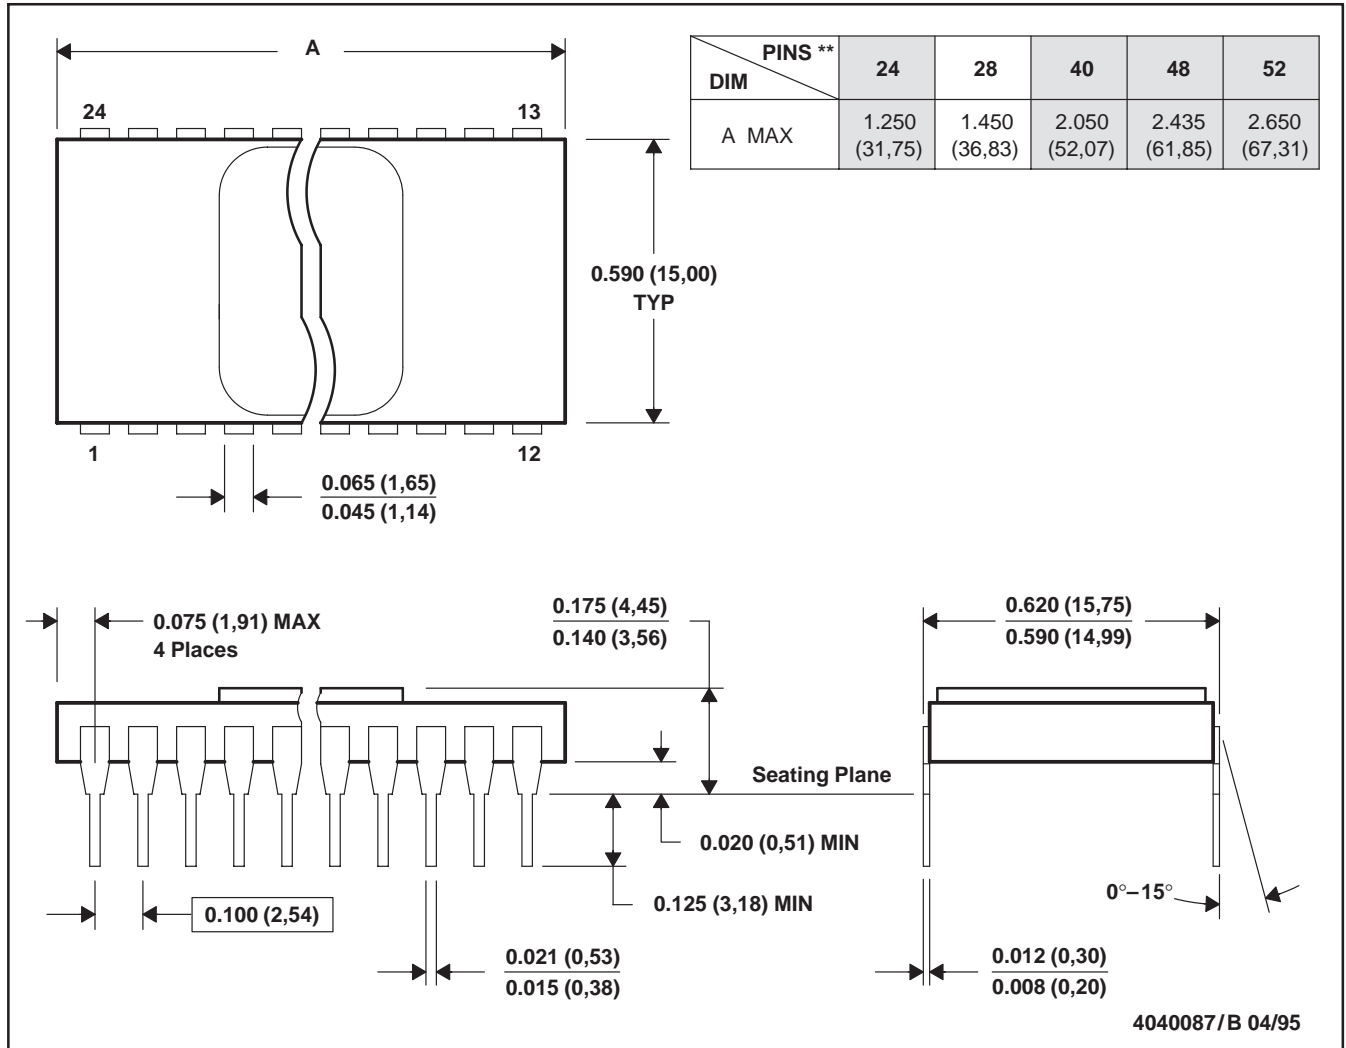 A
24
13
0.590 (15,00)
TYP
1
12
0.065 (1,65)
0.045 (1,14)
PINS **
DIM
24 28 40 48 52
A MAX
1.250 1.450 2.050 2.435 2.650
(31,75) (36,83) (52,07) (61,85) (67,31)
0.075 (1,91) MAX
4 Places
0.175 (4,45)
0.140 (3,56)
0.620 (15,75)
0.590 (14,99)
Seating Plane
0.020 (0,51) MIN
0.125 (3,18) MIN
0°–15°
0.100 (2,54)
0.021 (0,53)
0.015 (0,38)
0.012 (0,30)
0.008 (0,20)
4040087/B 04/95